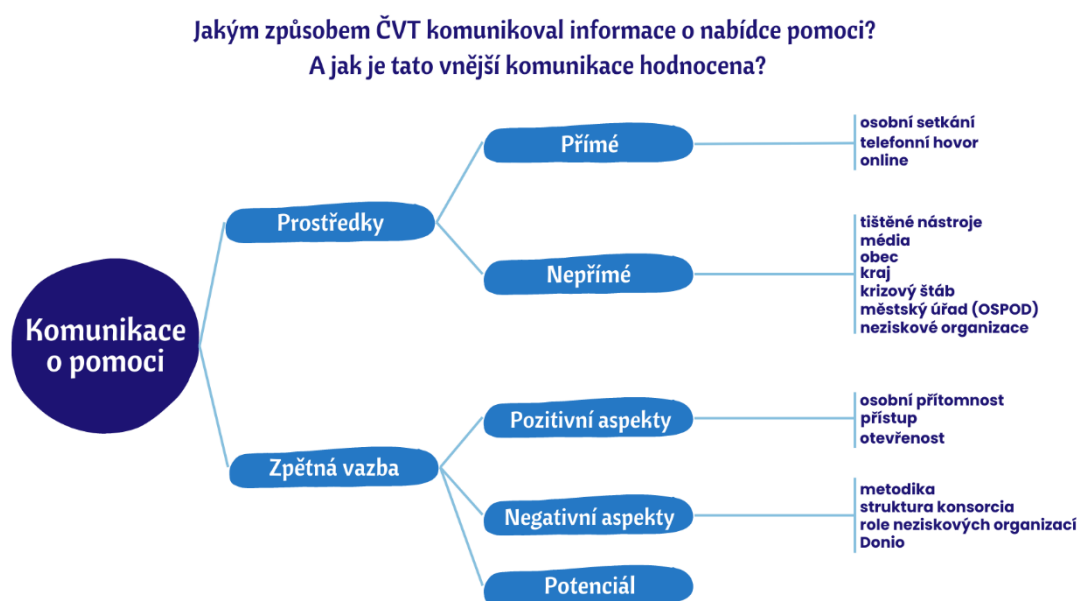 Jakým způsobem ČVT komunikoval informace o nabídce pomoci?
A jak je tato vnější komunikace hodnocena?
Komunikace
o pomoci
Prostředky
Přímé
osobní setkání
telefonní hovor
online
Nepřímé
tištěné nástroje
média
obec
kraj
krizový štáb
městský úřad (OSPOD)
neziskové organizace
Zpětná vazba
Pozitivní aspekty
osobní přítomnost
přístup
otevřenost
Negativní aspekty
metodika
struktura konsorcia
role neziskových organizací
Donio
Potenciál